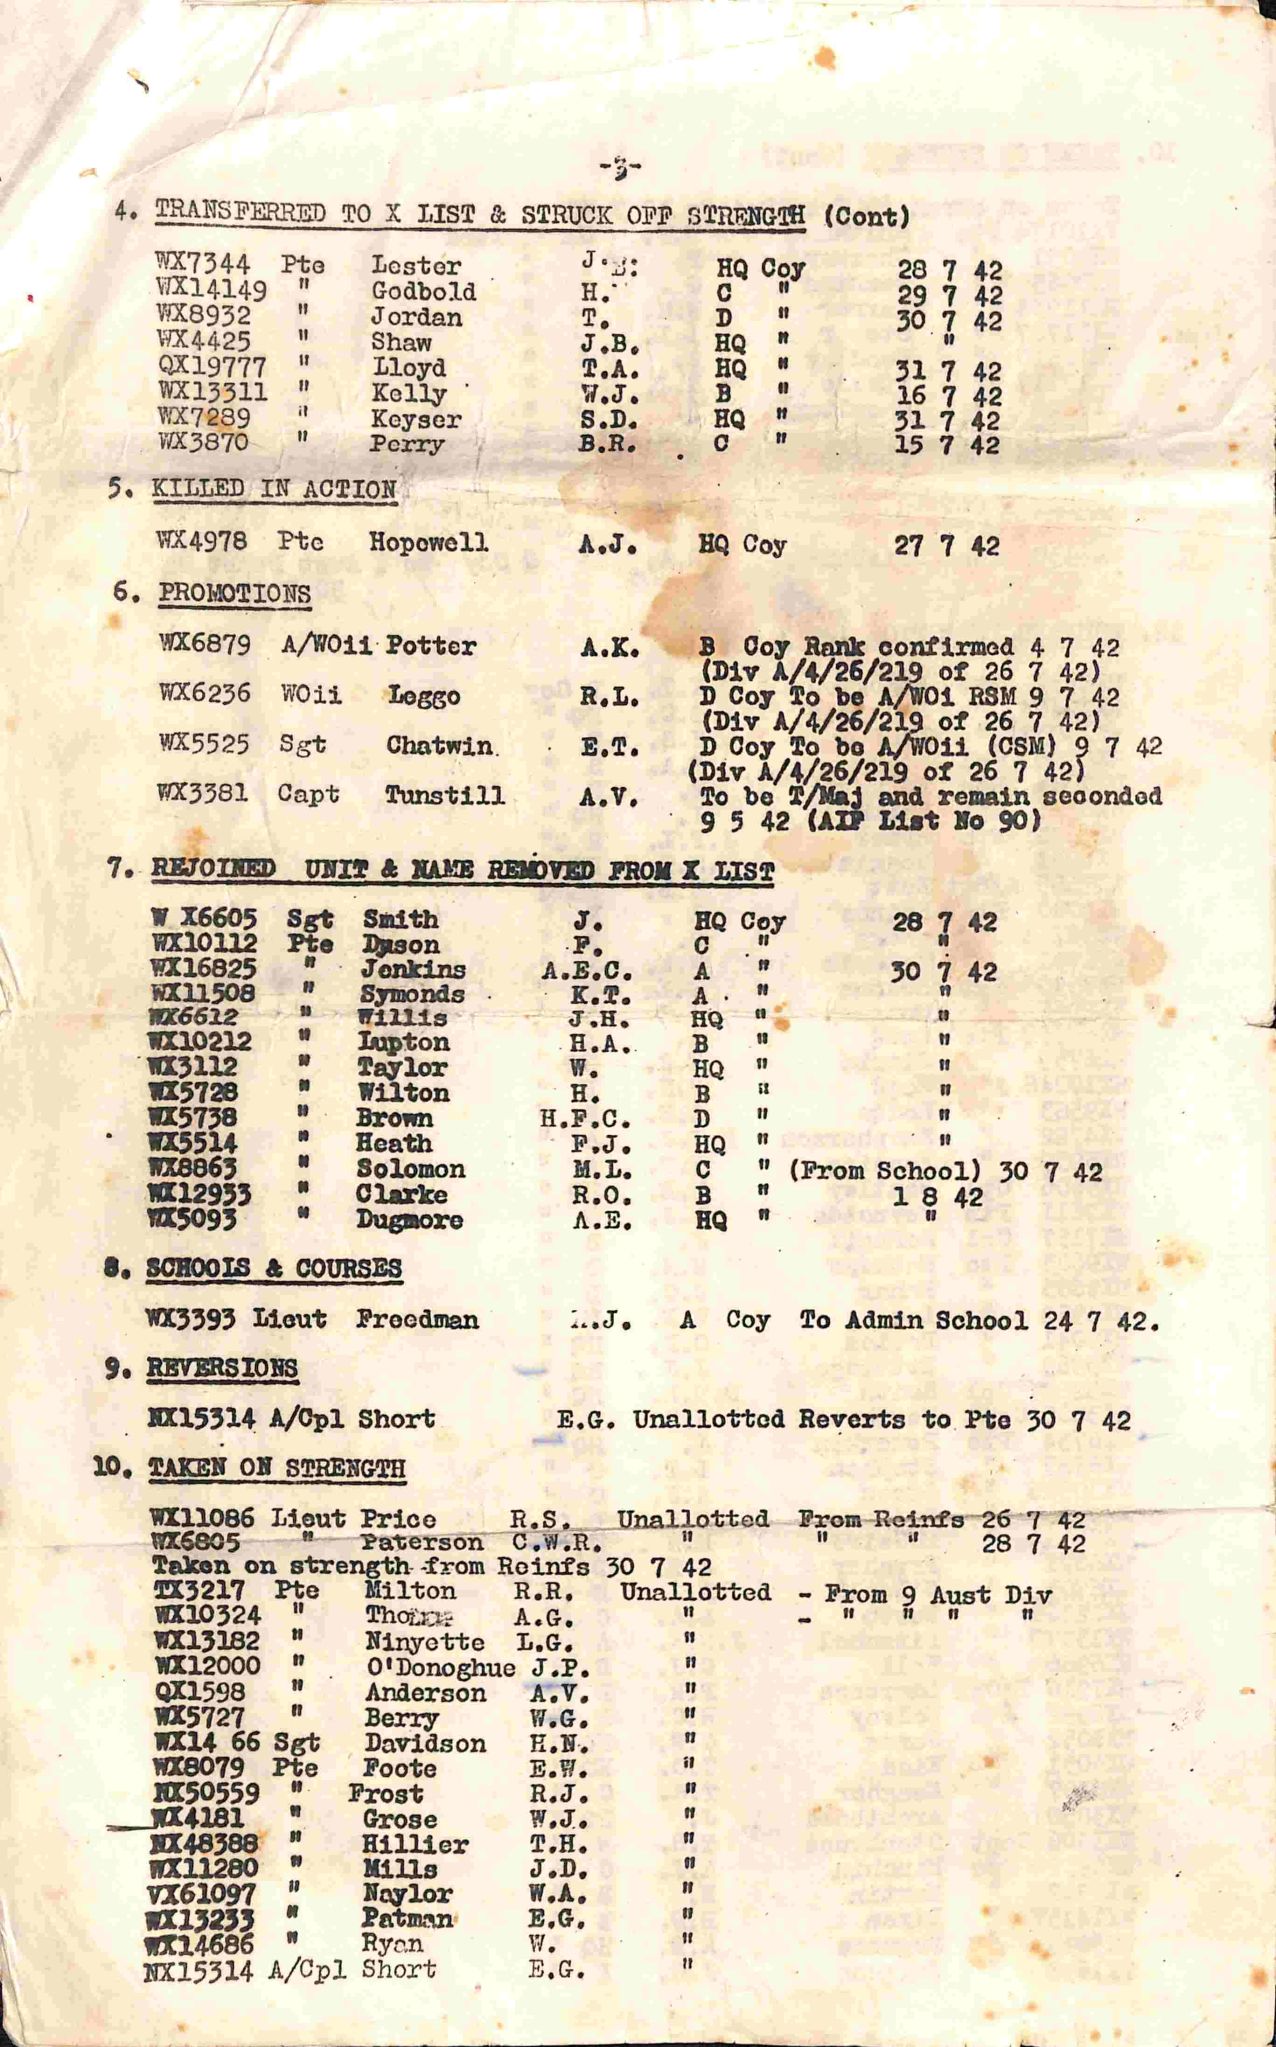 -3-
4. TRANSFERRED TO X LIST & STRUCK OFF STRENGTH (Cont)
WX7344 Pte Lester J.B. HQ Coy 28 7 42
WX14149 " Godbold H. C " 29 7 42
WX8932 " Jordan T. D " 30 7 42
WX4425 " Shaw J.B. HQ " "
QX19777 " Lloyd T.A. HQ " 31 7 42
WX13311 " Kelly W.J. B " 16 7 42
WX7289 " Keyser S.D. HQ " 31 7 42
WX3870 " Perry B.R. C " 15 7 42
5. KILLED IN ACTION
WX4978 Pte Hopewell A.J. HQ Coy 27 7 42
6. PROMOTIONS
WX6879 A/WOii Potter A.K. B Coy Rank confirmed 4 7 42
(Div A/4/26/219 of 26 7 42)
WX6236 WOii Leggo R.L. D Coy To be A/WOi RSM 9 7 42
(Div A/4/26/219 of 26 7 42)
WX5525 Sgt Chatwin E.T. D Coy To be A/WOii (CSM) 9 7 42
(Div A/4/26/219 of 26 7 42)
WX3381 Capt Tunstill A.V. To be T/Maj and remain seconded
9 5 42 (AIF List No 90)
7. REJOINED UNIT & NAME REMOVED FROM X LIST
W X6605 Sgt Smith J. HQ Coy 28 7 42
WX10112 Pte Dyson F. C " "
WX16825 " Jenkins A.E.C. A " 30 7 42
WX11508 " Symonds K.T. A " "
WX6612 " Willis J.H. HQ " "
WX10212 " Lupton H.A. B " "
WX3112 " Taylor W. HQ " "
WX5728 " Wilton H. B " "
WX5738 " Brown H.F.C. D " "
WX5514 " Heath F.J. HQ " "
WX8863 " Solomon M.L. C " (From School) 30 7 42
WX12933 " Clarke R.O. B " 1 8 42
WX5093 " Dugmore A.E. HQ " "
8. SCHOOLS & COURSES
WX3393 Lieut Freedman J. A Coy To Admin School 24 7 42.
9. REVERSIONS
NX15314 A/Cpl Short E.G. Unallotted Reverts to Pte 30 7 42
10. TAKEN ON STRENGTH
WX11086 Lieut Price R.S. Unallotted From Reinfs 26 7 42
WX6805 " Paterson C.W.R. " " " 28 7 42
Taken on strength from Reinfs 30 7 42
TX3217 Pte Milton R.R. Unallotted - From 9 Aust Div
WX10324 " A.G. " - " " " "
WX13182 " Ninyette L.G. "
WX12000 " O'Donoghue J.P. "
QX1598 " Anderson A.V. "
WX5727 " Berry W.G. "
WX14 66 Sgt Davidson H.N. "
WX8079 Pte Foote E.W. "
NX50559 " Frost R.J. "
WX4181 " Grose W.J. "
NX48388 " Hillier T.H. "
WX11280 " Mills J.D. "
VX61097 " Naylor W.A. "
WX13233 " Patman E.G. "
WX14686 " Ryan W. "
NX15314 A/Cpl Short E.G. "